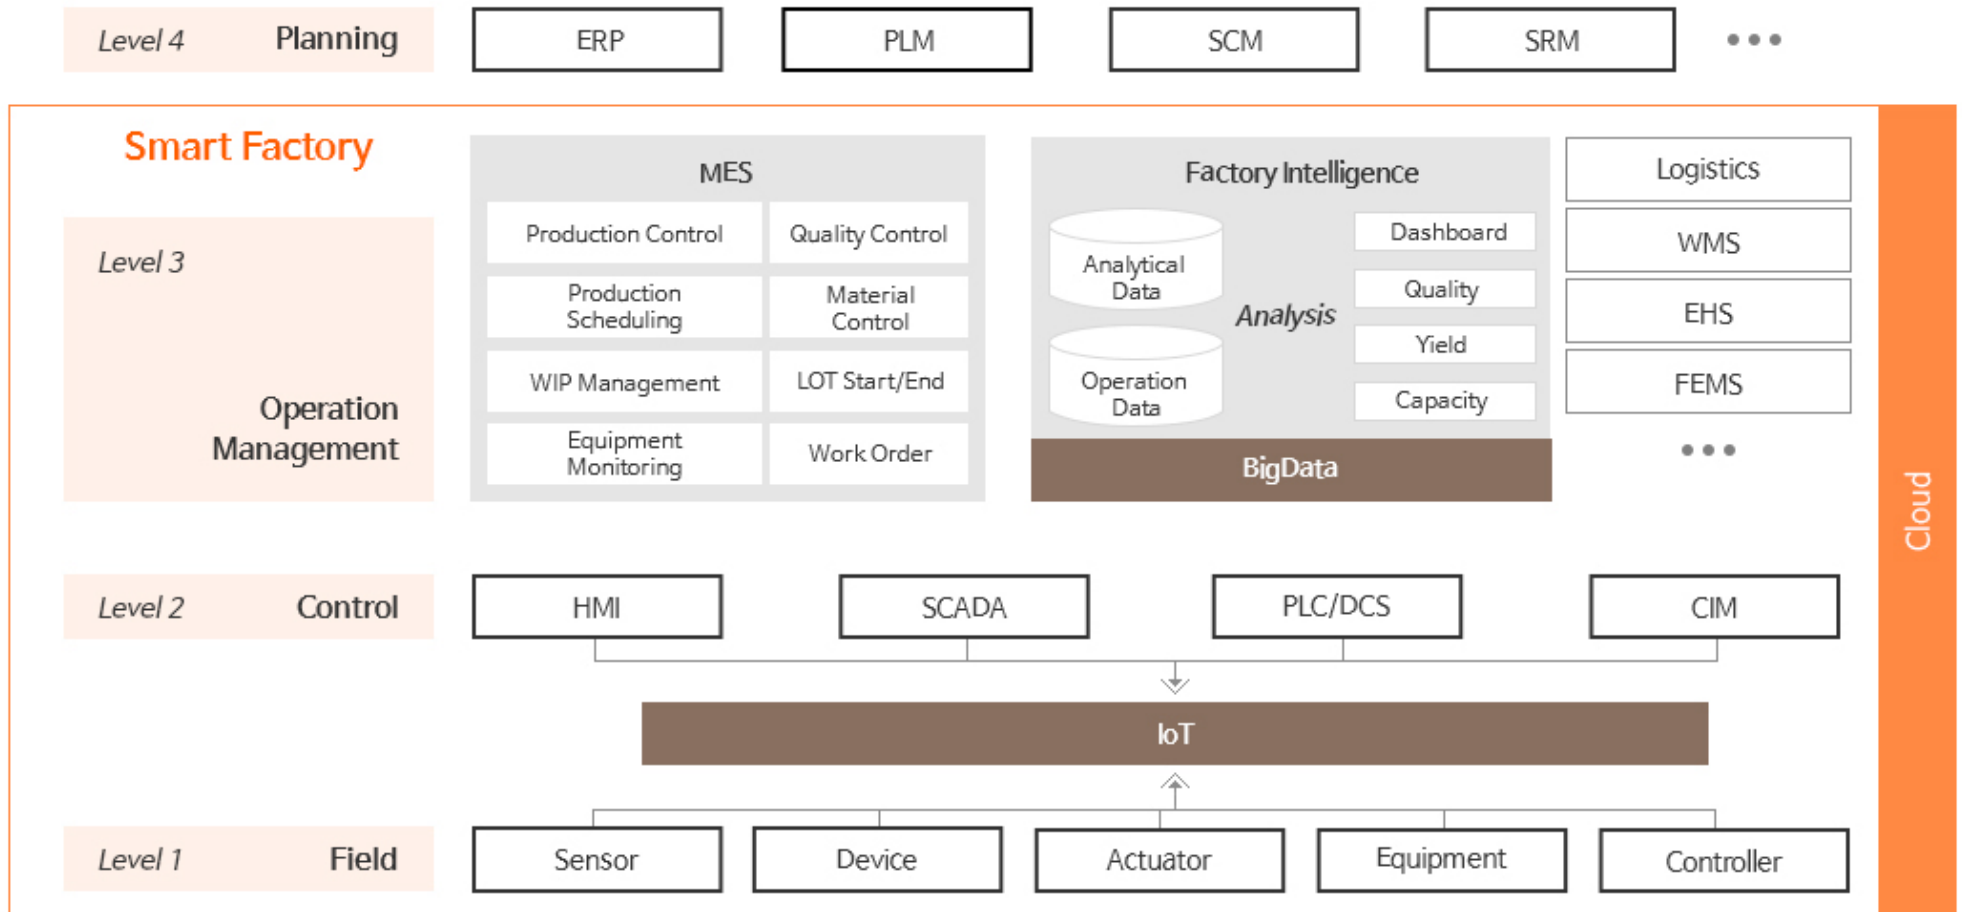 Level 4 Planning ERP PLM SCM SRM
Smart Factory
MES
Factory Intelligence
Logistics
Level 3
Operation
Management
Production Control
Quality Control
Production
Scheduling
Material
Control
WIP Management
LOT Start/End
Equipment
Monitoring
Work Order
Analytical
Data
Operation
Data
Analysis
Dashboard
Quality
Yield
Capacity
BigData
WMS
EHS
FEMS
Cloud
Level 2 Control HMI SCADA PLC/DCS CIM
IoT
Level 1 Field Sensor Device Actuator Equipment Controller